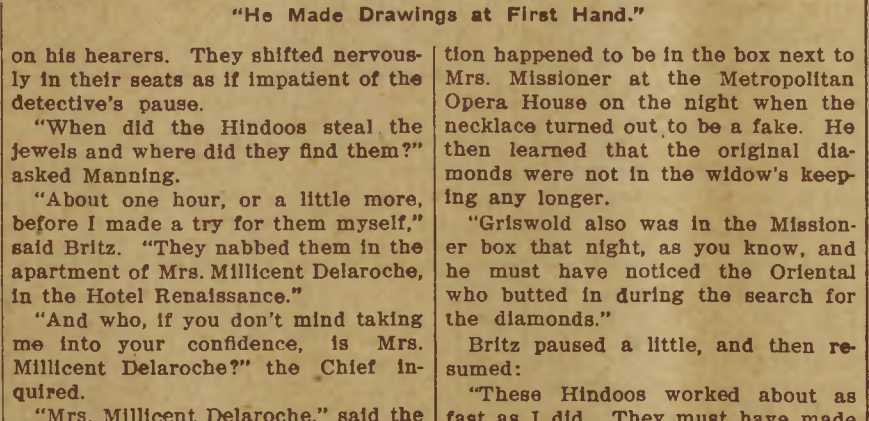 "He Made Drawings at First Hand."
on his hearers. They shifted nervous-
ly in their seats as if impatient of the
detective's pause.
"When did the Hindoos steal the
jewels and where did they find them?"
asked Manning.
"About one hour, or a little more,
before I made a try for them myself,"
said Britz. "They nabbed them in the
apartment of Mrs. Millicent Delaroche,
in the Hotel Renaissance."
"And who, if you don't mind taking
me into your confidence, is Mrs.
Millicent Delaroche?" the Chief in-
quired.
"Mrs. Millicent Delaroche," said the
tion happened to be in the box next to
Mrs. Missioner at the Metropolitan
Opera House on the night when the
necklace turned out to be a fake. He
then learned that the original dia-
monds were not in the widow's keep-
ing any longer.
"Griswold also was in the Mission-
er box that night, as you know, and
he must have noticed the Oriental
who butted in during the search for
the diamonds."
Britz paused a little, and then re-
sumed:
"These Hindoos worked about as
fast as I did. They must have made